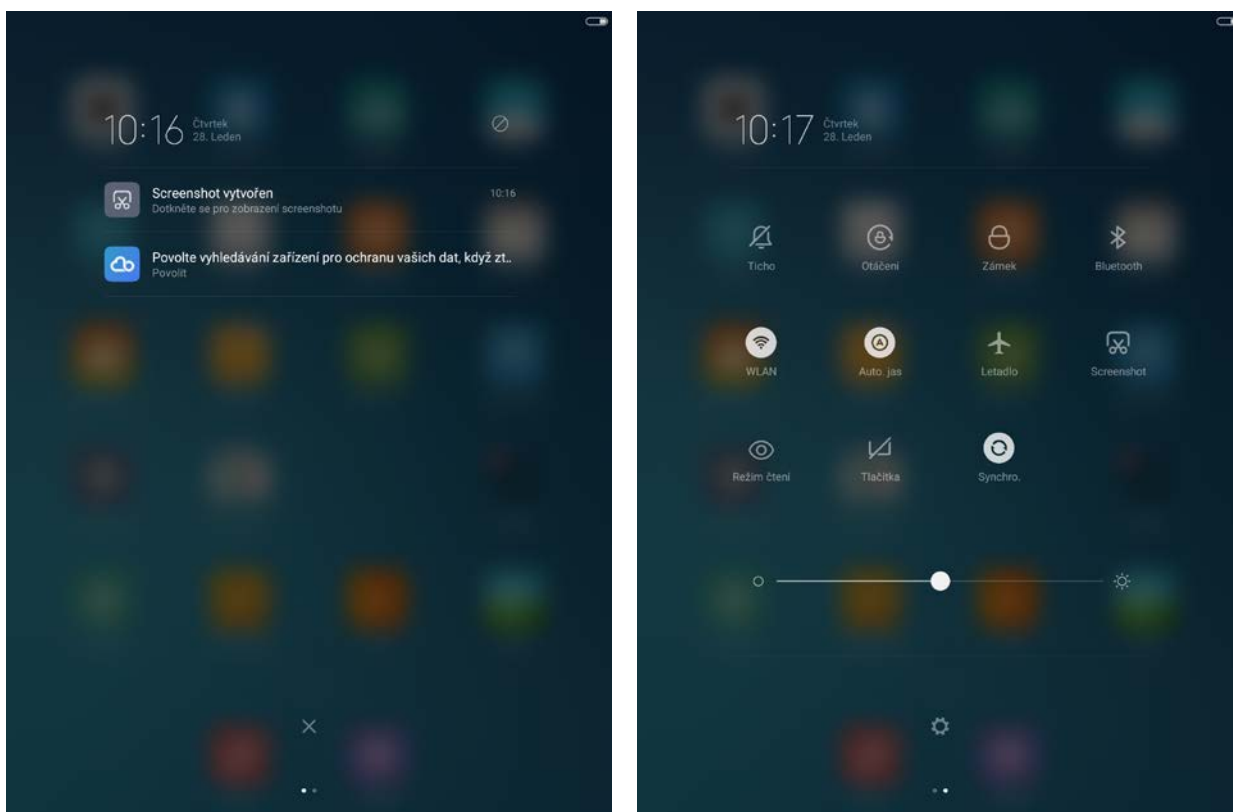 10:16
Čtvrtek
28. Leden
Screenshot vytvořen
10:16
Dotkněte se pro zobrazení screenshotu
Povolte vyhledávání zařízení pro ochranu vašich dat, když zt..
Povolit
10:17
Čtvrtek
28. Leden
Ticho
Otáčení
Zámek
Bluetooth
WLAN
Auto. jas
Letadlo
Screenshot
Režim čtení
Tlačítka
Synchro.